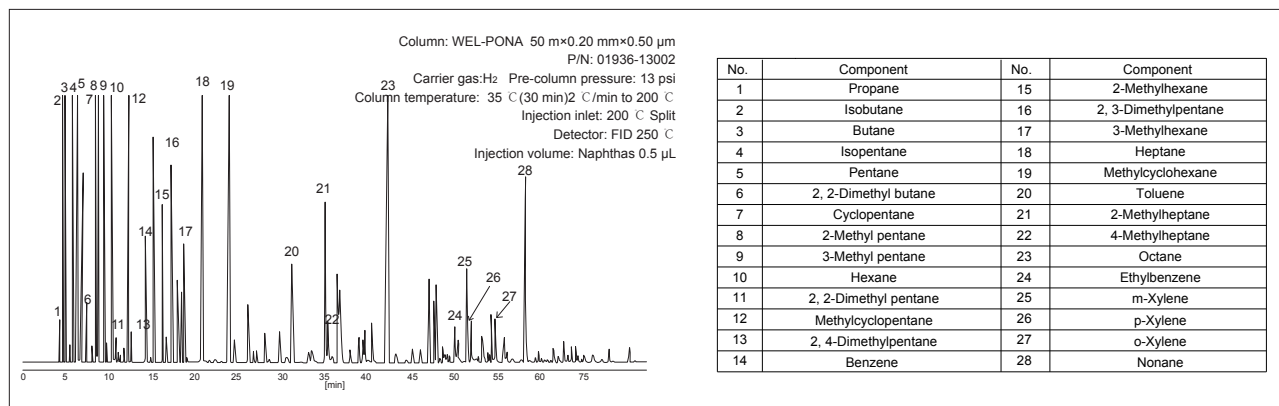 Column: WEL-PONA 50 m×0.20 mm×0.50 μm
P/N: 01936-13002
Carrier gas:H₂ Pre-column pressure: 13 psi
Column temperature: 35 ℃(30 min)2 ℃/min to 200 ℃
Injection inlet: 200 ℃ Split
Detector: FID 250 ℃
Injection volume: Naphthas 0.5 μL
1
2
3
4
5
6
7
8
9
10
11
12
13
14
15
16
17
18
19
20
21
22
23
24
25
26
27
28
0 5 10 15 20 25 30 35 40 45 50 55 60 75
[min]
No. Component No. Component
1 Propane 15 2-Methylhexane
2 Isobutane 16 2, 3-Dimethylpentane
3 Butane 17 3-Methylhexane
4 Isopentane 18 Heptane
5 Pentane 19 Methylcyclohexane
6 2, 2-Dimethyl butane 20 Toluene
7 Cyclopentane 21 2-Methylheptane
8 2-Methyl pentane 22 4-Methylheptane
9 3-Methyl pentane 23 Octane
10 Hexane 24 Ethylbenzene
11 2, 2-Dimethyl pentane 25 m-Xylene
12 Methylcyclopentane 26 p-Xylene
13 2, 4-Dimethylpentane 27 o-Xylene
14 Benzene 28 Nonane